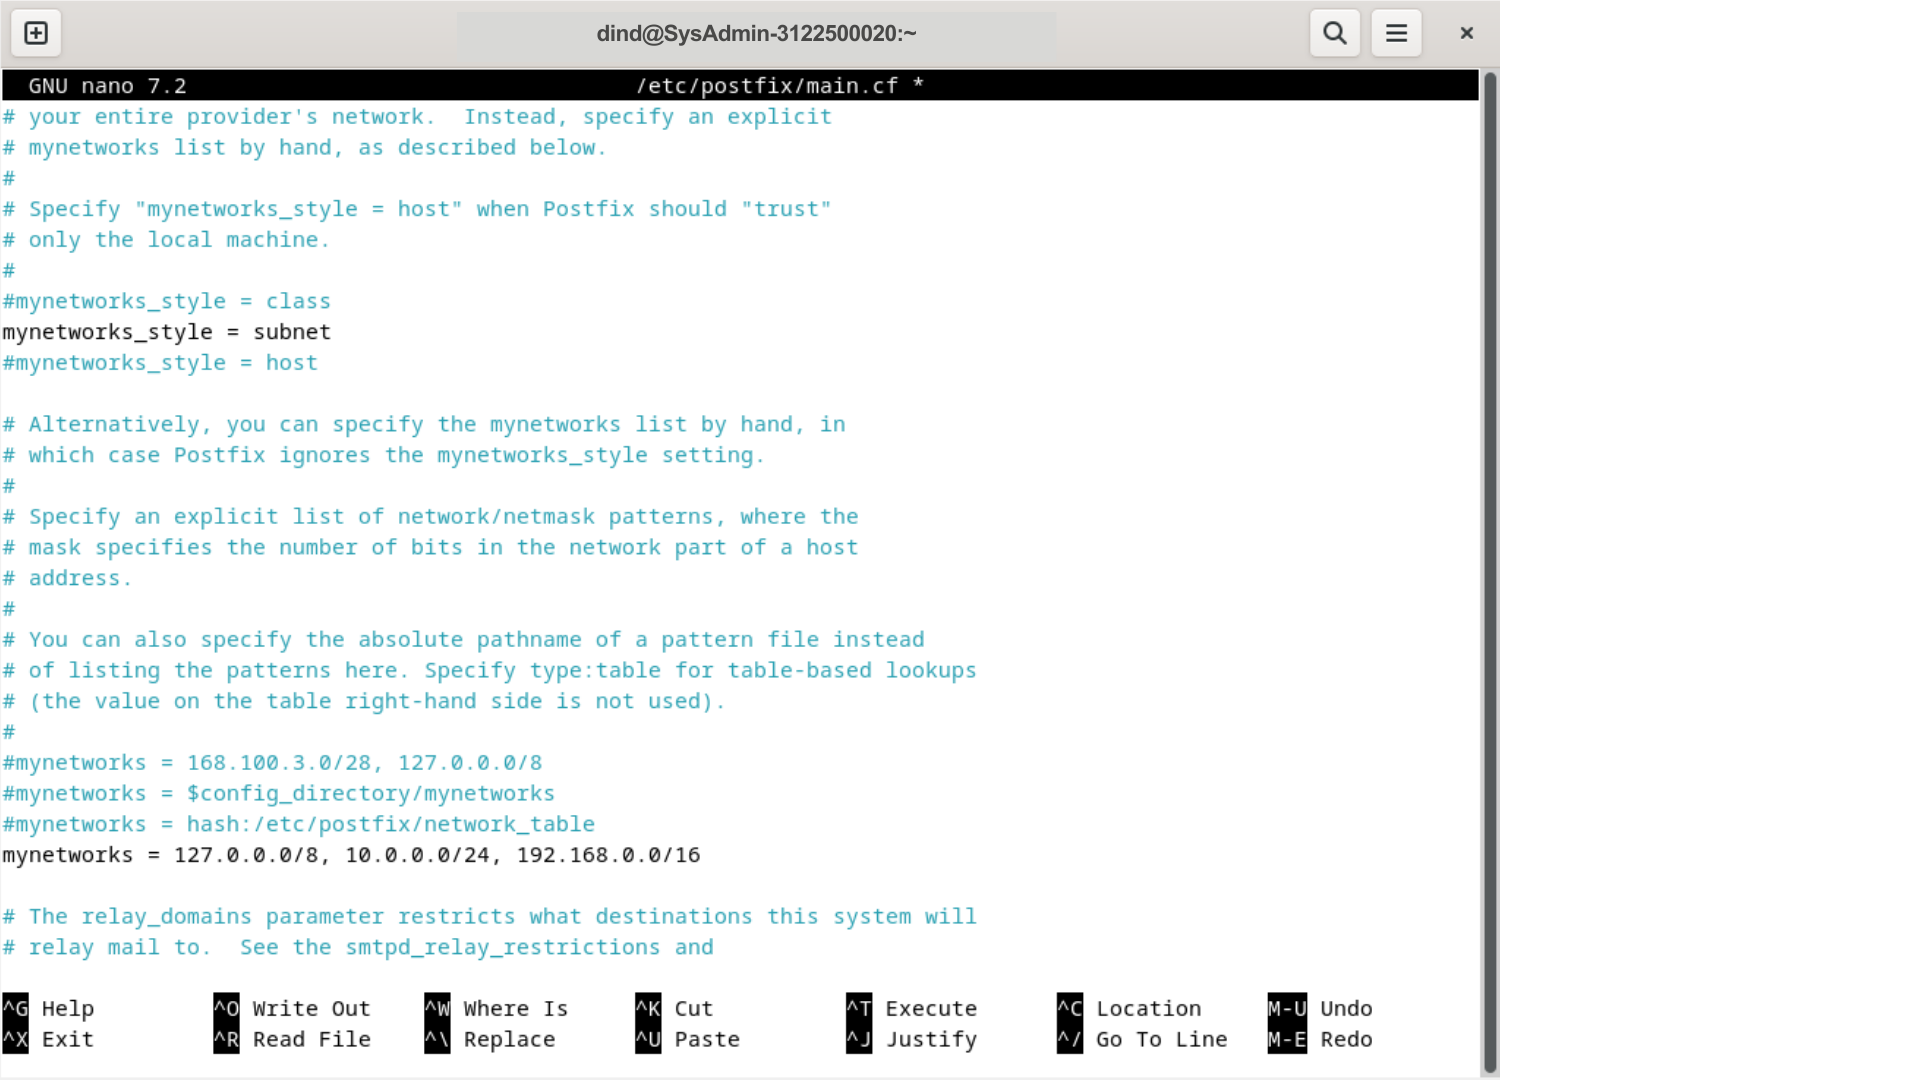 dind@SysAdmin-3122500020:~
GNU nano 7.2 /etc/postfix/main.cf *
# your entire provider's network.  Instead, specify an explicit
# mynetworks list by hand, as described below.
#
# Specify "mynetworks_style = host" when Postfix should "trust"
# only the local machine.
#
#mynetworks_style = class
mynetworks_style = subnet
#mynetworks_style = host

# Alternatively, you can specify the mynetworks list by hand, in
# which case Postfix ignores the mynetworks_style setting.
#
# Specify an explicit list of network/netmask patterns, where the
# mask specifies the number of bits in the network part of a host
# address.
#
# You can also specify the absolute pathname of a pattern file instead
# of listing the patterns here. Specify type:table for table-based lookups
# (the value on the table right-hand side is not used).
#
#mynetworks = 168.100.3.0/28, 127.0.0.0/8
#mynetworks = $config_directory/mynetworks
#mynetworks = hash:/etc/postfix/network_table
mynetworks = 127.0.0.0/8, 10.0.0.0/24, 192.168.0.0/16

# The relay_domains parameter restricts what destinations this system will
# relay mail to.  See the smtpd_relay_restrictions and
^G Help ^O Write Out ^W Where Is ^K Cut ^T Execute ^C Location M-U Undo
^X Exit ^R Read File ^\ Replace ^U Paste ^J Justify ^/ Go To Line M-E Redo